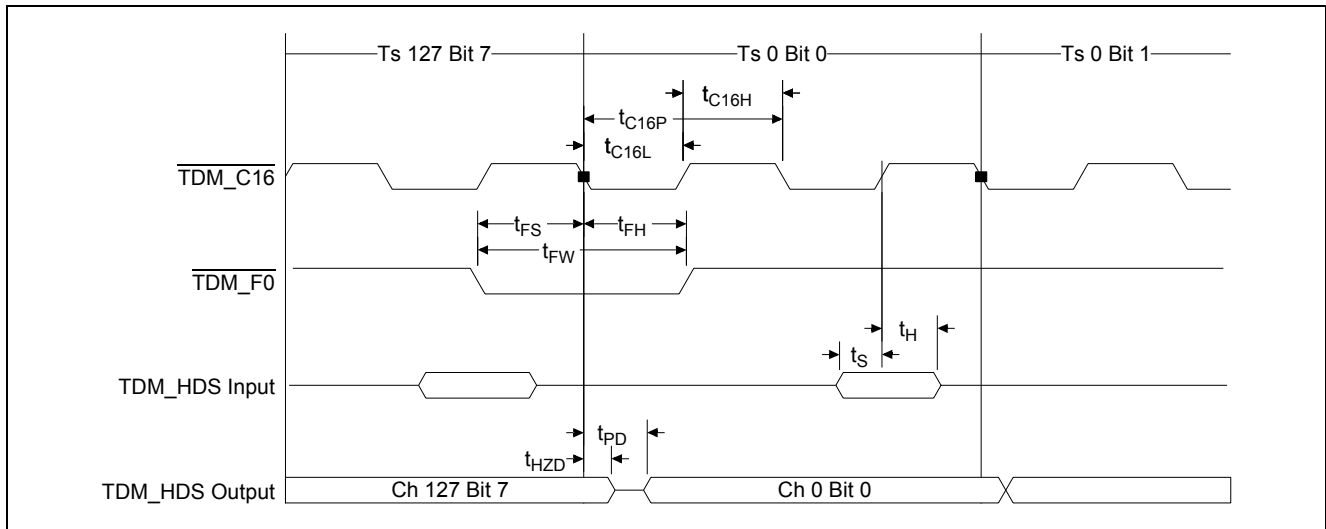 Ts 127 Bit 7 Ts 0 Bit 0 Ts 0 Bit 1
tC16H
tC16P
tC16L
TDM_C16
tFS tFH
tFW
TDM_F0
tH
tS
TDM_HDS Input
tPD
tHZD
TDM_HDS Output Ch 127 Bit 7 Ch 0 Bit 0